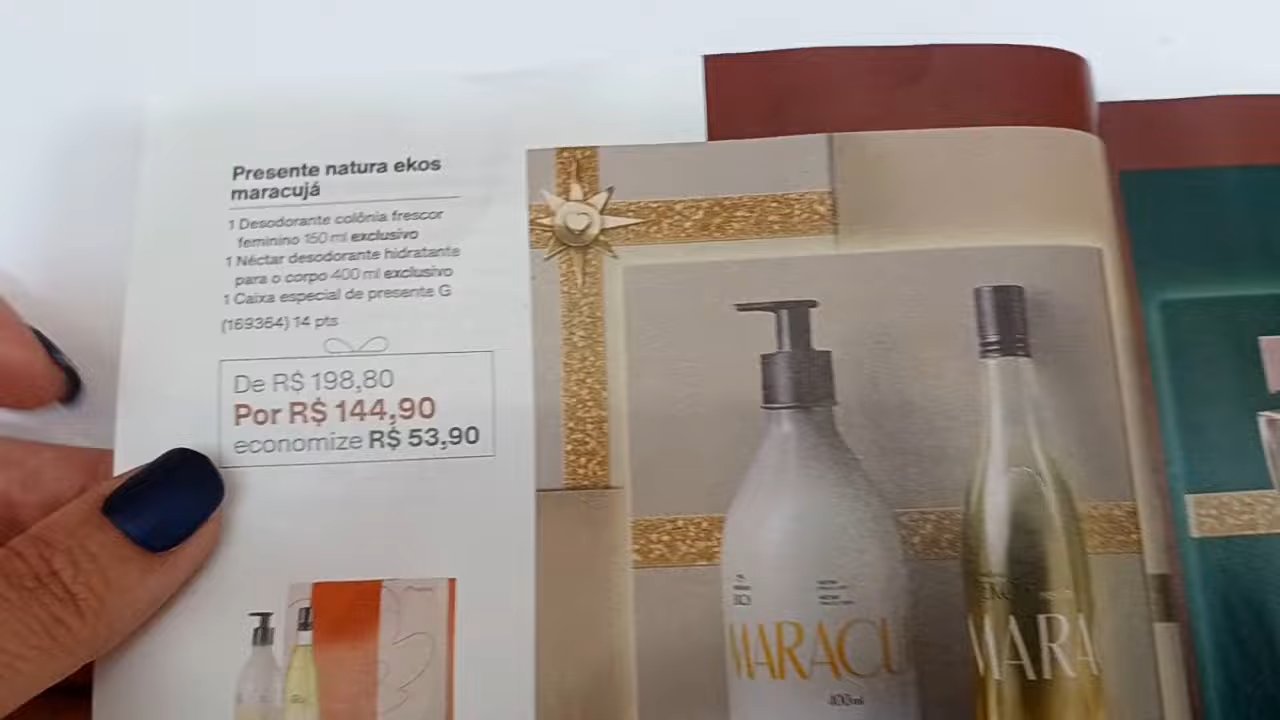 Presente natura ekos
maracujá
1 Desodorante colônia frescor
feminino 150 ml exclusivo
1 Néctar desodorante hidratante
para o corpo 400 ml exclusivo
1 Caixa especial de presente G
(169364) 14 pts
De R$ 198,80
Por R$ 144,90
economize R$ 53,90
MARACU
400 ml
MARA